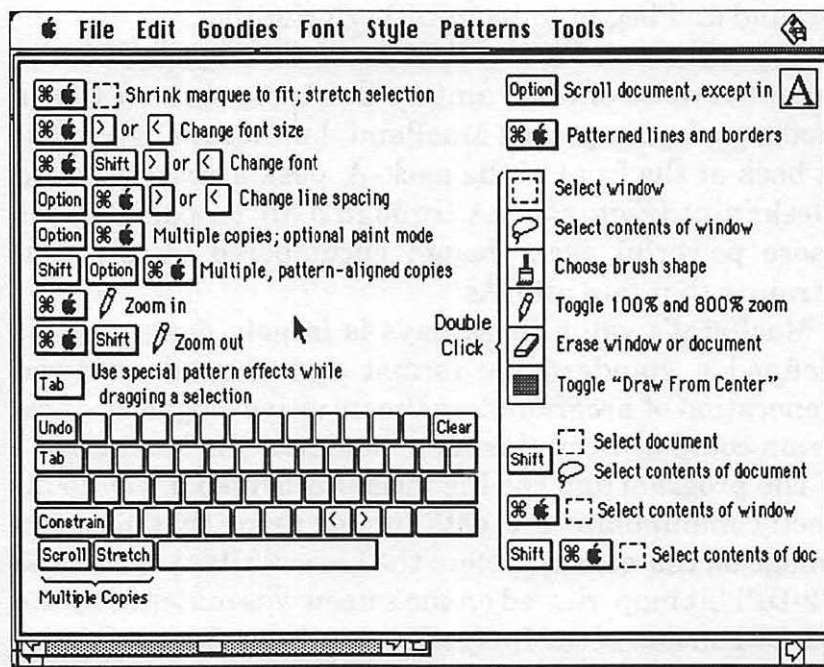 File Edit Goodies Font Style Patterns Tools
⌘ Shrink marquee to fit; stretch selection
⌘ > or < Change font size
⌘ Shift > or < Change font
Option ⌘ > or < Change line spacing
Option ⌘ Multiple copies; optional paint mode
Shift Option ⌘ Multiple, pattern-aligned copies
⌘ Zoom in
⌘ Shift Zoom out
Tab Use special pattern effects while
dragging a selection
Undo Clear
Tab
Constrain < >
Scroll Stretch
Multiple Copies
Option Scroll document, except in A
⌘ Patterned lines and borders
Double
Click
Select window
Select contents of window
Choose brush shape
Toggle 100% and 800% zoom
Erase window or document
Toggle "Draw From Center"
Shift
Select document
Select contents of document
⌘ Select contents of window
Shift ⌘ Select contents of doc